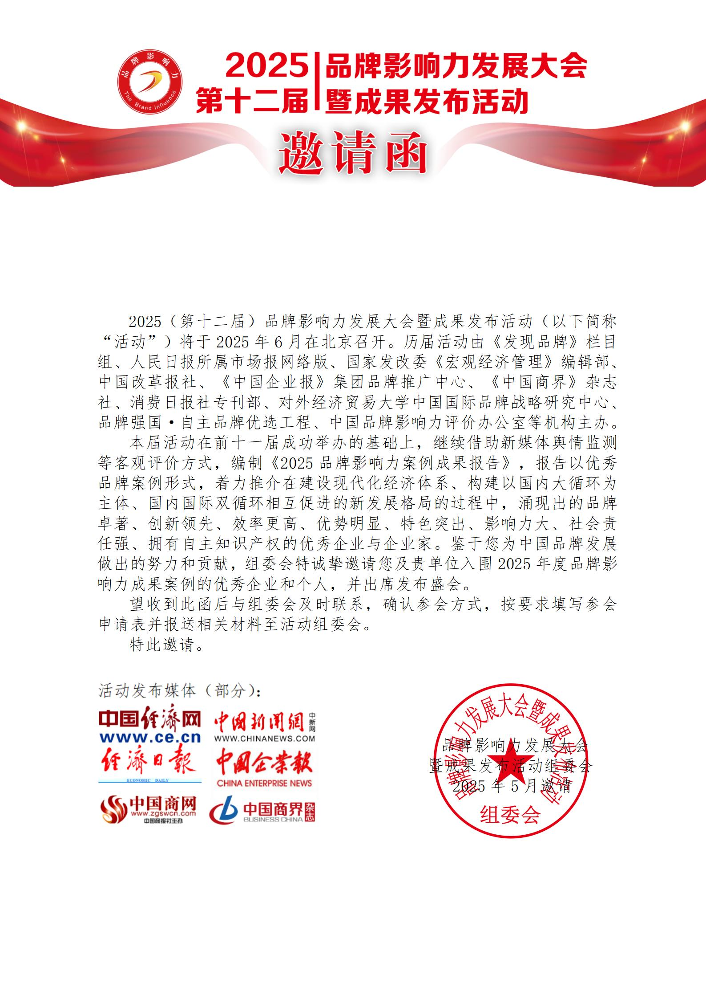 品牌影响力
The Brand Influence
2025 品牌影响力发展大会
第十二届 暨成果发布活动
邀请函
2025（第十二届）品牌影响力发展大会暨成果发布活动（以下简称
“活动”）将于 2025 年 6 月在北京召开。历届活动由《发现品牌》栏目
组、人民日报所属市场报网络版、国家发改委《宏观经济管理》编辑部、
中国改革报社、《中国企业报》集团品牌推广中心、《中国商界》杂志
社、消费日报社专刊部、对外经济贸易大学中国国际品牌战略研究中心、
品牌强国·自主品牌优选工程、中国品牌影响力评价办公室等机构主办。
本届活动在前十一届成功举办的基础上，继续借助新媒体舆情监测
等客观评价方式，编制《2025 品牌影响力案例成果报告》，报告以优秀
品牌案例形式，着力推介在建设现代化经济体系、构建以国内大循环为
主体、国内国际双循环相互促进的新发展格局的过程中，涌现出的品牌
卓著、创新领先、效率更高、优势明显、特色突出、影响力大、社会责
任强、拥有自主知识产权的优秀企业与企业家。鉴于您为中国品牌发展
做出的努力和贡献，组委会特诚挚邀请您及贵单位入围 2025 年度品牌影
响力成果案例的优秀企业和个人，并出席发布盛会。
望收到此函后与组委会及时联系，确认参会方式，按要求填写参会
申请表并报送相关材料至活动组委会。
特此邀请。
活动发布媒体（部分）：
中国经济网
www.ce.cn
中国新闻網 中新网
WWW.CHINANEWS.COM
经济日報
ECONOMIC DAILY
中國企業報
CHINA ENTERPRISE NEWS
中国商网
www.zgswcn.com
中国商报社主办
中国商界 杂志
BUSINESS CHINA
品牌影响力发展大会
暨成果发布活动组委会
2025 年 5 月邀请
品牌影响力发展大会暨成果发布活动
组委会